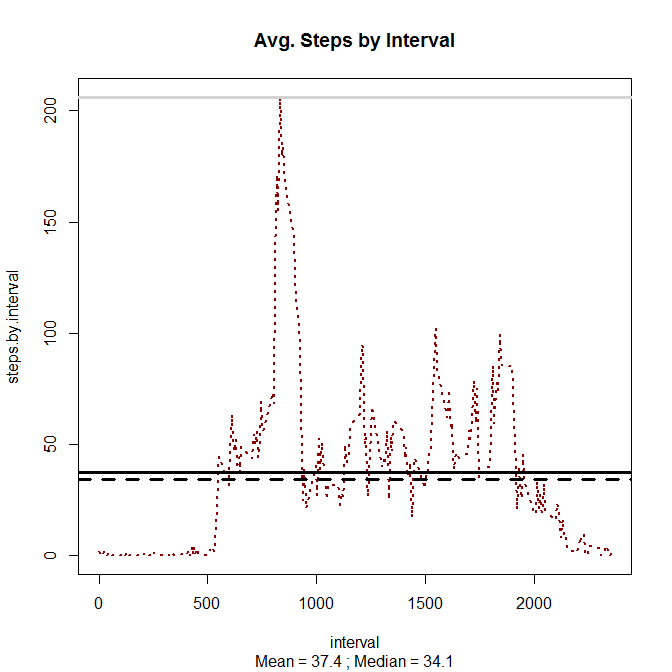 Avg. Steps by Interval
steps.by.interval
200
150
100
50
0
0 500 1000 1500 2000
interval
Mean = 37.4 ; Median = 34.1